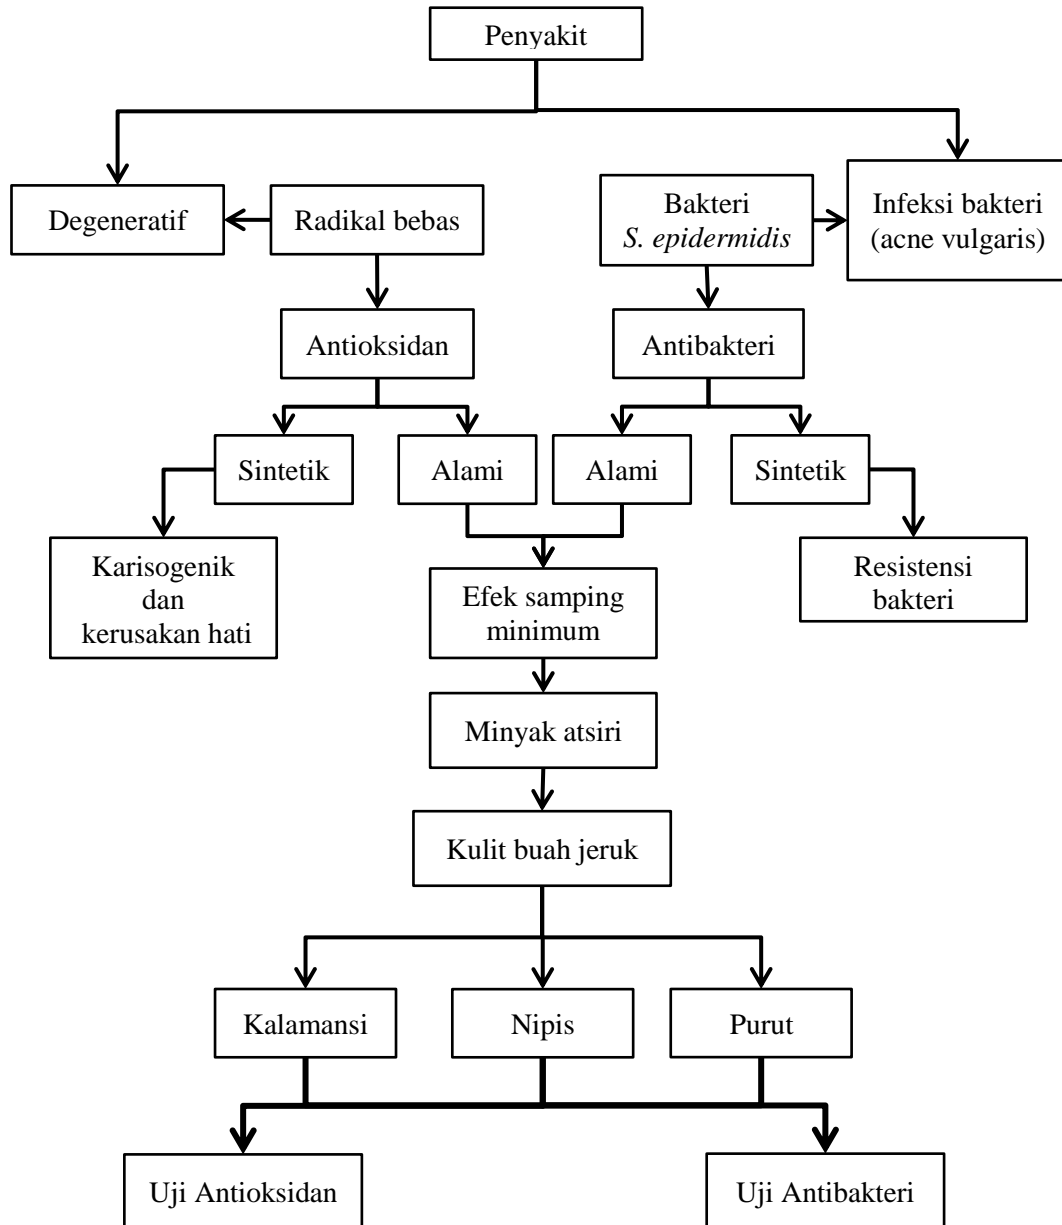 Penyakit
Degeneratif
Radikal bebas
Bakteri
S. epidermidis
Infeksi bakteri
(acne vulgaris)
Antioksidan
Antibakteri
Sintetik
Alami
Alami
Sintetik
Karisogenik
dan
kerusakan hati
Efek samping
minimum
Resistensi
bakteri
Minyak atsiri
Kulit buah jeruk
Kalamansi
Nipis
Purut
Uji Antioksidan
Uji Antibakteri